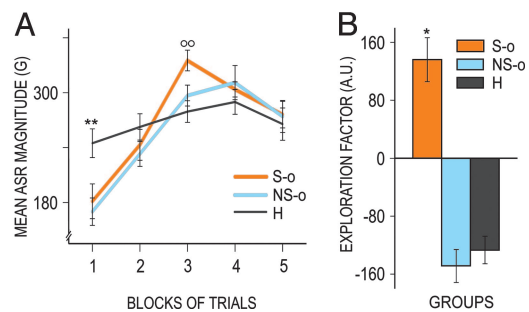 A
MEAN ASR MAGNITUDE (G)
300
180
**
oo
S-o
NS-o
H
1 2 3 4 5
BLOCKS OF TRIALS
B
EXPLORATION FACTOR (A.U.)
160
80
0
-80
-160
*
S-o
NS-o
H
GROUPS